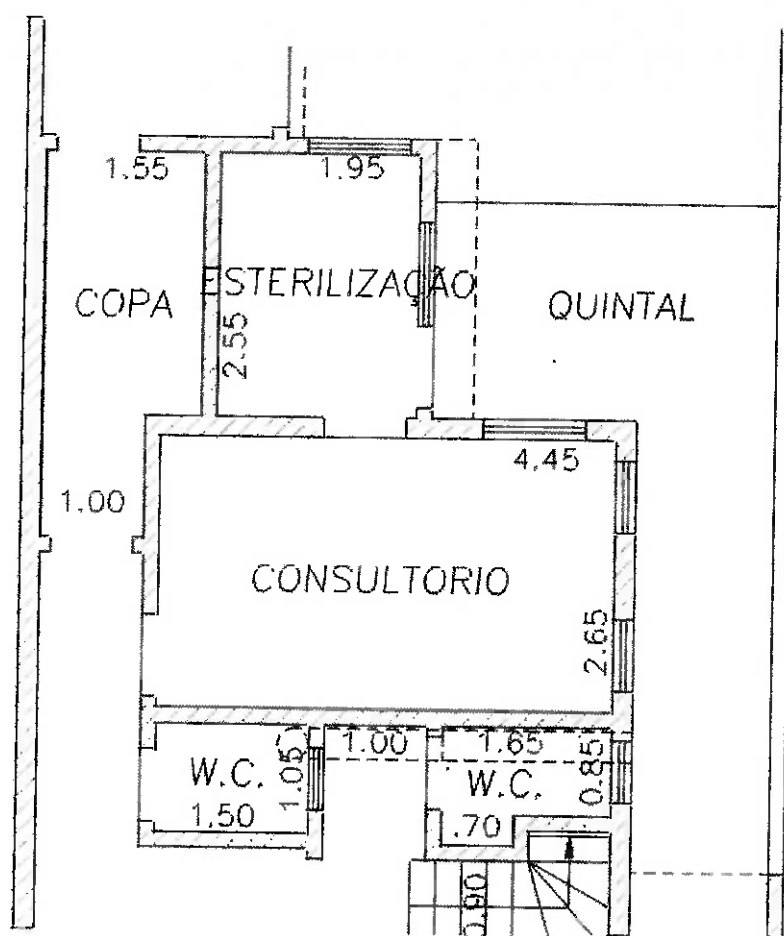 1.55
1.95
COPA
ESTERILIZAÇÃO
QUINTAL
2.55
4.45
1.00
CONSULTORIO
2.65
1.00
1.65
W.C.
1.05
W.C.
0.85
1.50
.70
0.90